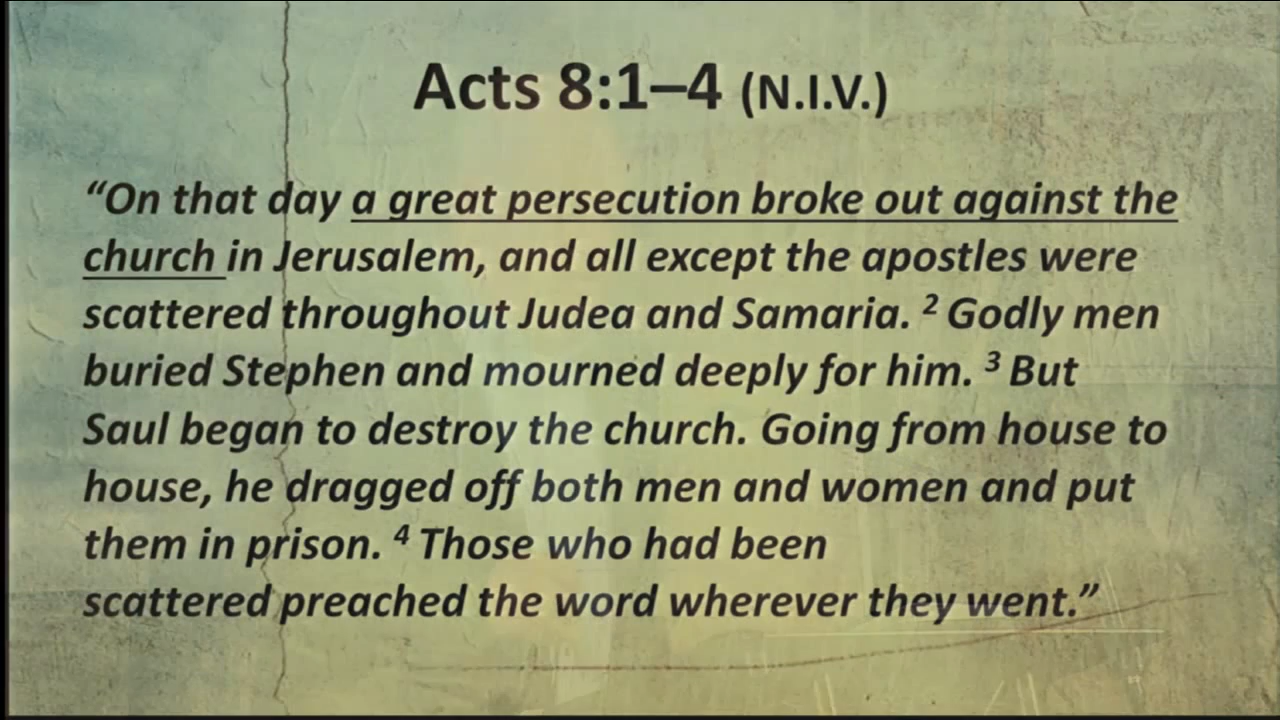 Acts 8:1–4 (N.I.V.)
“On that day a great persecution broke out against the
church in Jerusalem, and all except the apostles were
scattered throughout Judea and Samaria. ² Godly men
buried Stephen and mourned deeply for him. ³ But
Saul began to destroy the church. Going from house to
house, he dragged off both men and women and put
them in prison. ⁴ Those who had been
scattered preached the word wherever they went.”